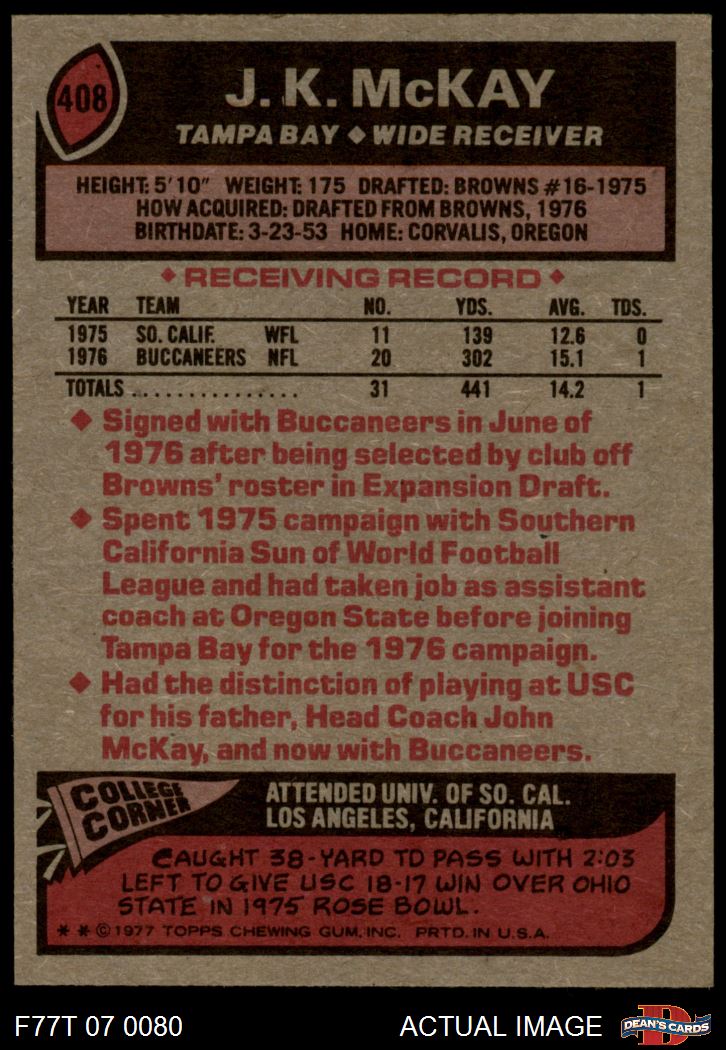 408
J. K. McKAY
TAMPA BAY ◆ WIDE RECEIVER
HEIGHT: 5'10" WEIGHT: 175 DRAFTED: BROWNS #16-1975
HOW ACQUIRED: DRAFTED FROM BROWNS, 1976
BIRTHDATE: 3-23-53 HOME: CORVALIS, OREGON
◆ RECEIVING RECORD ◆
YEAR TEAM NO. YDS. AVG. TDS.
1975 SO. CALIF. WFL 11 139 12.6 0
1976 BUCCANEERS NFL 20 302 15.1 1
TOTALS ............... 31 441 14.2 1
◆ Signed with Buccaneers in June of
1976 after being selected by club off
Browns' roster in Expansion Draft.
◆ Spent 1975 campaign with Southern
California Sun of World Football
League and had taken job as assistant
coach at Oregon State before joining
Tampa Bay for the 1976 campaign.
◆ Had the distinction of playing at USC
for his father, Head Coach John
McKay, and now with Buccaneers.
COLLEGE
CORNER
ATTENDED UNIV. OF SO. CAL.
LOS ANGELES, CALIFORNIA
CAUGHT 38-YARD TD PASS WITH 2:03
LEFT TO GIVE USC 18-17 WIN OVER OHIO
STATE IN 1975 ROSE BOWL.
* * © 1977 TOPPS CHEWING GUM, INC. PRTD. IN U.S.A.
F77T 07 0080
ACTUAL IMAGE
D
DEAN'S CARDS